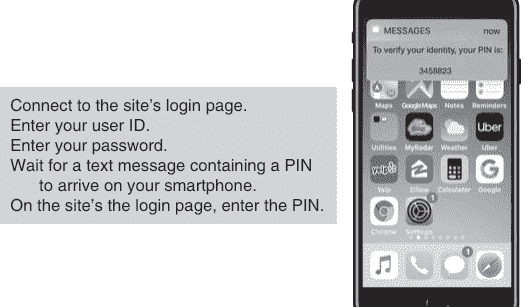 Connect to the site's login page.
Enter your user ID.
Enter your password.
Wait for a text message containing a PIN
to arrive on your smartphone.
On the site's the login page, enter the PIN.
MESSAGES now
To verify your identity, your PIN is:
3458823
Maps Google Maps Notes Reminders
Utilities MyRadar Weather Uber
UBER
Yelp Zillow Calculator Google
Chrome Settings
1
1